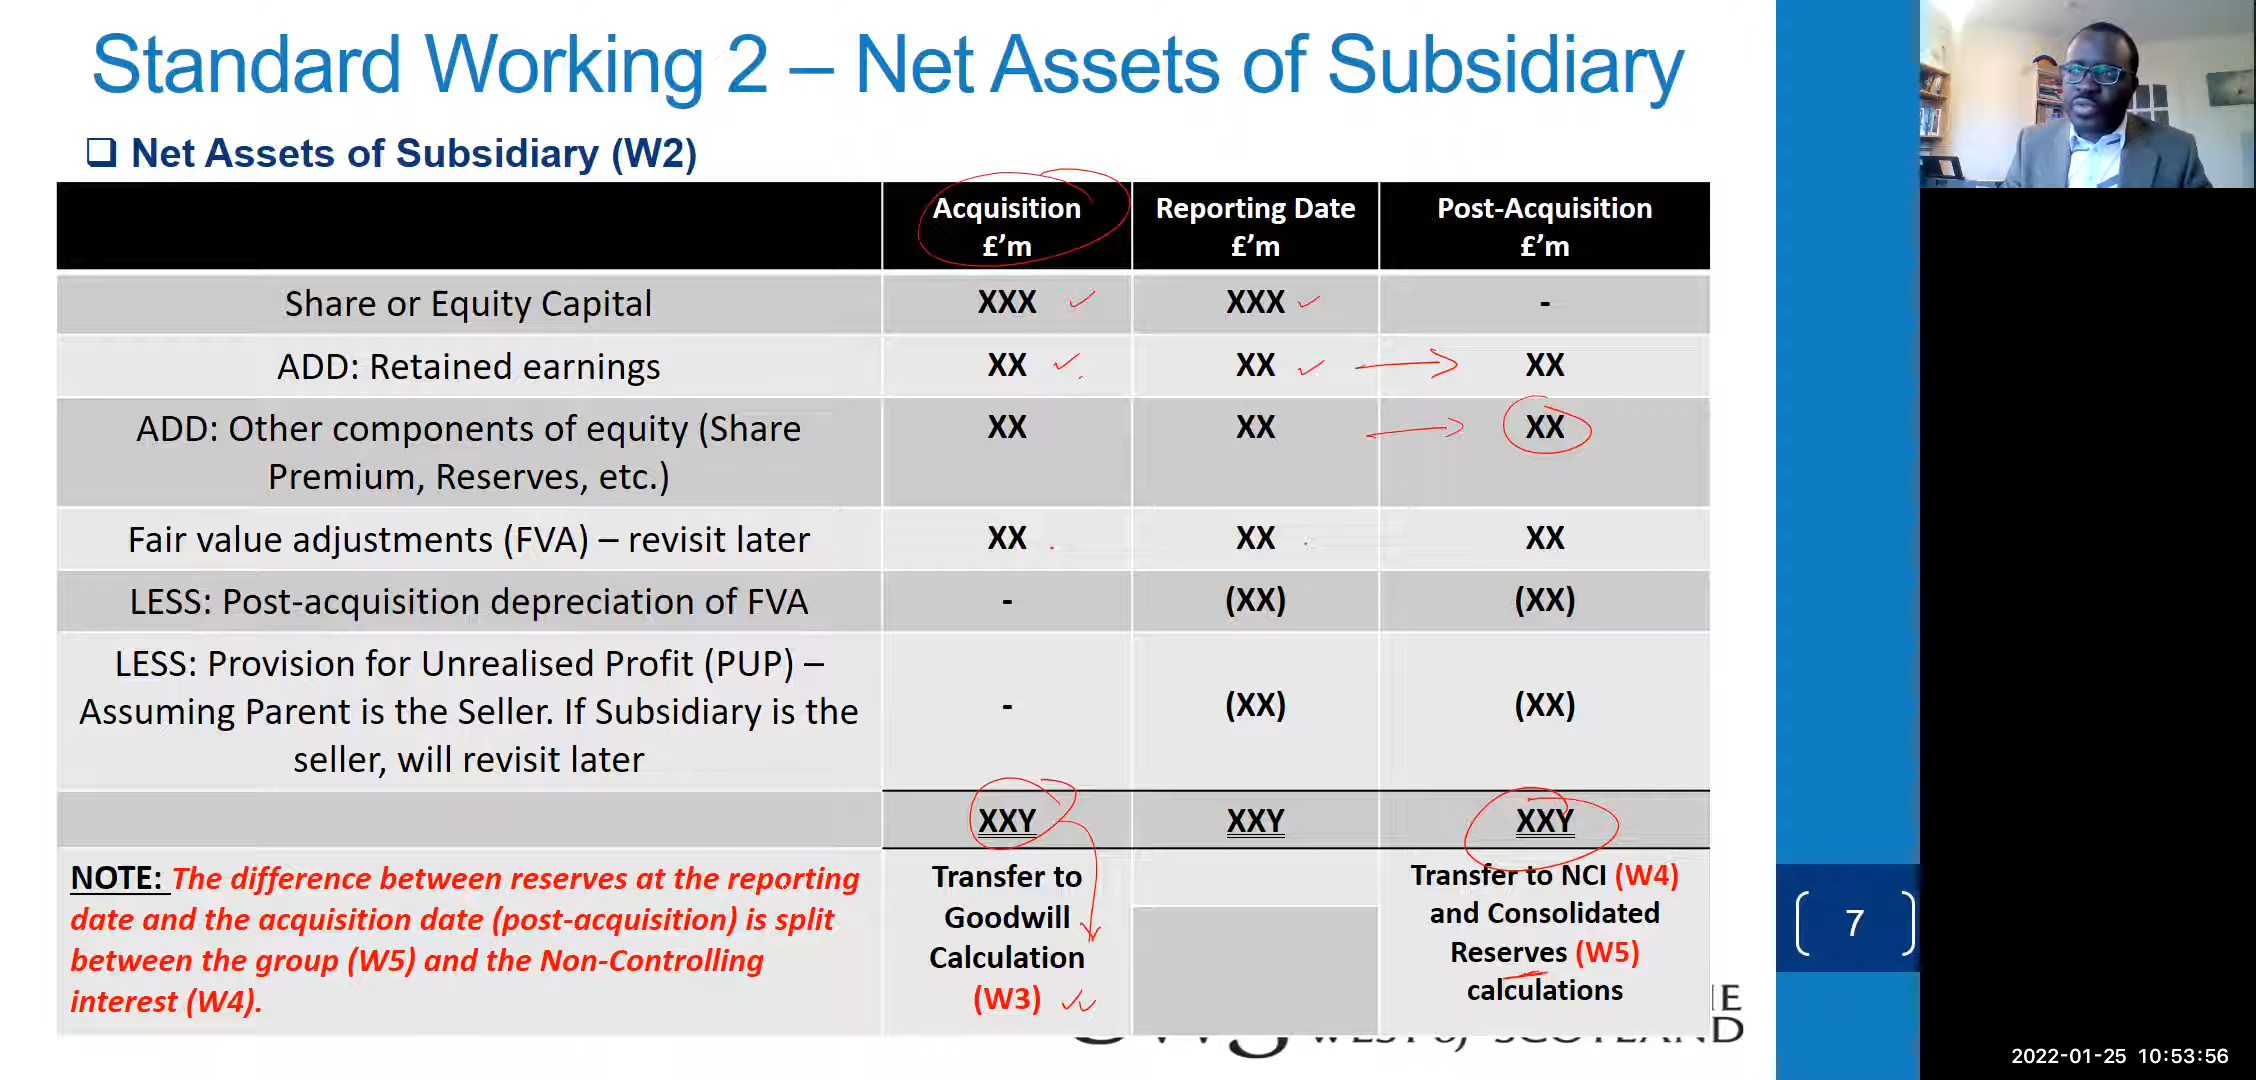 Standard Working 2 – Net Assets of Subsidiary
❑ Net Assets of Subsidiary (W2)
Acquisition £’m Reporting Date £’m Post-Acquisition £’m
Share or Equity Capital XXX XXX -
ADD: Retained earnings XX XX XX
ADD: Other components of equity (Share XX XX XX
Premium, Reserves, etc.)
Fair value adjustments (FVA) – revisit later XX XX XX
LESS: Post-acquisition depreciation of FVA - (XX) (XX)
LESS: Provision for Unrealised Profit (PUP) –
Assuming Parent is the Seller. If Subsidiary is the - (XX) (XX)
seller, will revisit later
XXY XXY XXY
NOTE: The difference between reserves at the reporting
date and the acquisition date (post-acquisition) is split
between the group (W5) and the Non-Controlling
interest (W4).
Transfer to
Goodwill
Calculation
(W3)
Transfer to NCI (W4)
and Consolidated
Reserves (W5)
calculations
7
2022-01-25 10:53:56